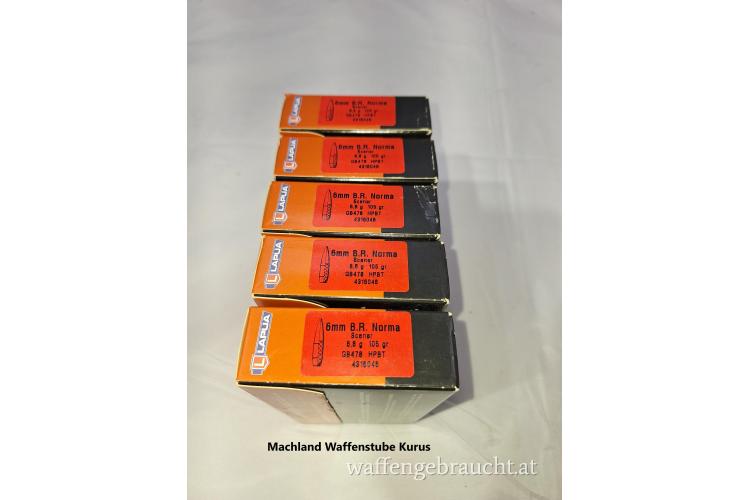 LAPUA
6mm B.R. Norma
Scenar
6,8 g 105 gr
GB478 HPBT
4316048
LAPUA
6mm B.R. Norma
Scenar
6,8 g 105 gr
GB478 HPBT
4316048
LAPUA
6mm B.R. Norma
Scenar
6,8 g 105 gr
GB478 HPBT
4316048
LAPUA
6mm B.R. Norma
Scenar
6,8 g 105 gr
GB478 HPBT
4316048
LAPUA
6mm B.R. Norma
Scenar
6,8 g 105 gr
GB478 HPBT
4316048
Machland Waffenstube Kurus
waffengebraucht.at